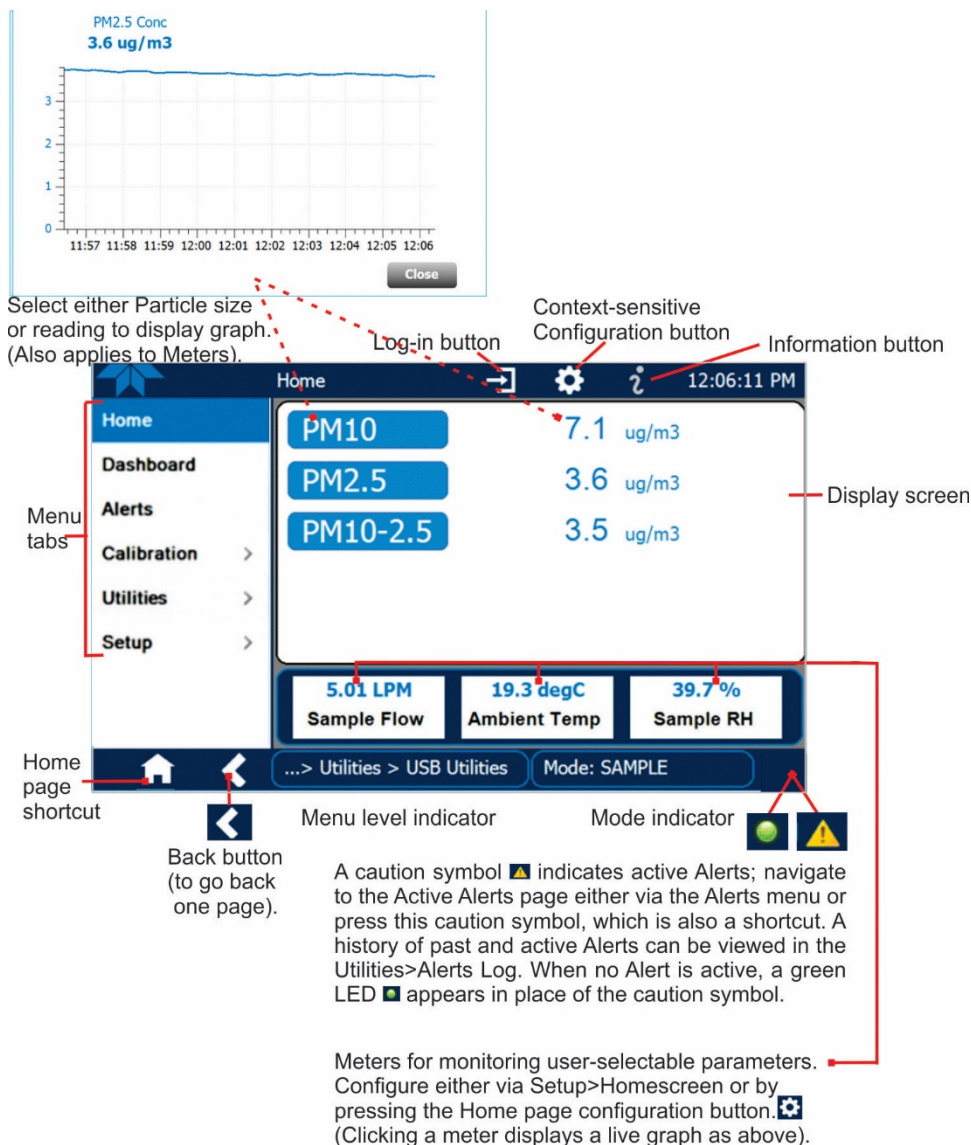 PM2.5 Conc
3.6 ug/m3
3
2
1
0
11:57 11:58 11:59 12:00 12:01 12:02 12:03 12:04 12:05 12:06
Close
Select either Particle size
or reading to display graph.
(Also applies to Meters).
Log-in button
Context-sensitive
Configuration button
Information button
Home
12:06:11 PM
Menu
tabs
Home
Dashboard
Alerts
Calibration >
Utilities >
Setup >
PM10 7.1 ug/m3
PM2.5 3.6 ug/m3
PM10-2.5 3.5 ug/m3
Display screen
5.01 LPM
Sample Flow
19.3 degC
Ambient Temp
39.7 %
Sample RH
Home
page
shortcut
...> Utilities > USB Utilities
Mode: SAMPLE
Back button
(to go back
one page).
Menu level indicator
Mode indicator
A caution symbol indicates active Alerts; navigate
to the Active Alerts page either via the Alerts menu or
press this caution symbol, which is also a shortcut. A
history of past and active Alerts can be viewed in the
Utilities>Alerts Log. When no Alert is active, a green
LED appears in place of the caution symbol.
Meters for monitoring user-selectable parameters.
Configure either via Setup>Homescreen or by
pressing the Home page configuration button.
(Clicking a meter displays a live graph as above).